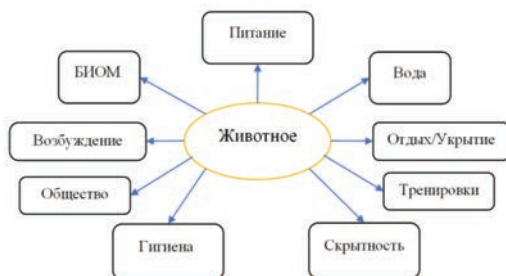 Питание
БИОМ
Вода
Возбуждение
Животное
Отдых/Укрытие
Общество
Тренировки
Гигиена
Скрытность